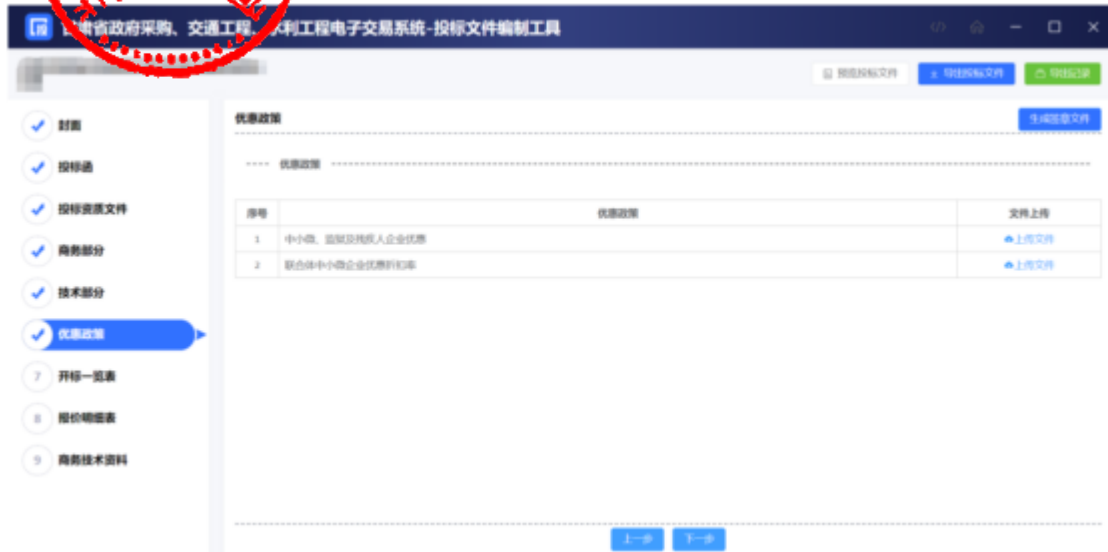 甘肃省政府采购、交通工程、水利工程电子交易系统-投标文件编制工具
预览投标文件
导出投标文件
导出记录
封面
投标函
投标资质文件
商务部分
技术部分
优惠政策
7 开标一览表
8 报价明细表
9 商务技术资料
优惠政策
生成签章文件
优惠政策
序号 优惠政策 文件上传
1 中小微、监狱及残疾人企业优惠 上传文件
2 联合体中小微企业优惠折扣率 上传文件
上一步 下一步